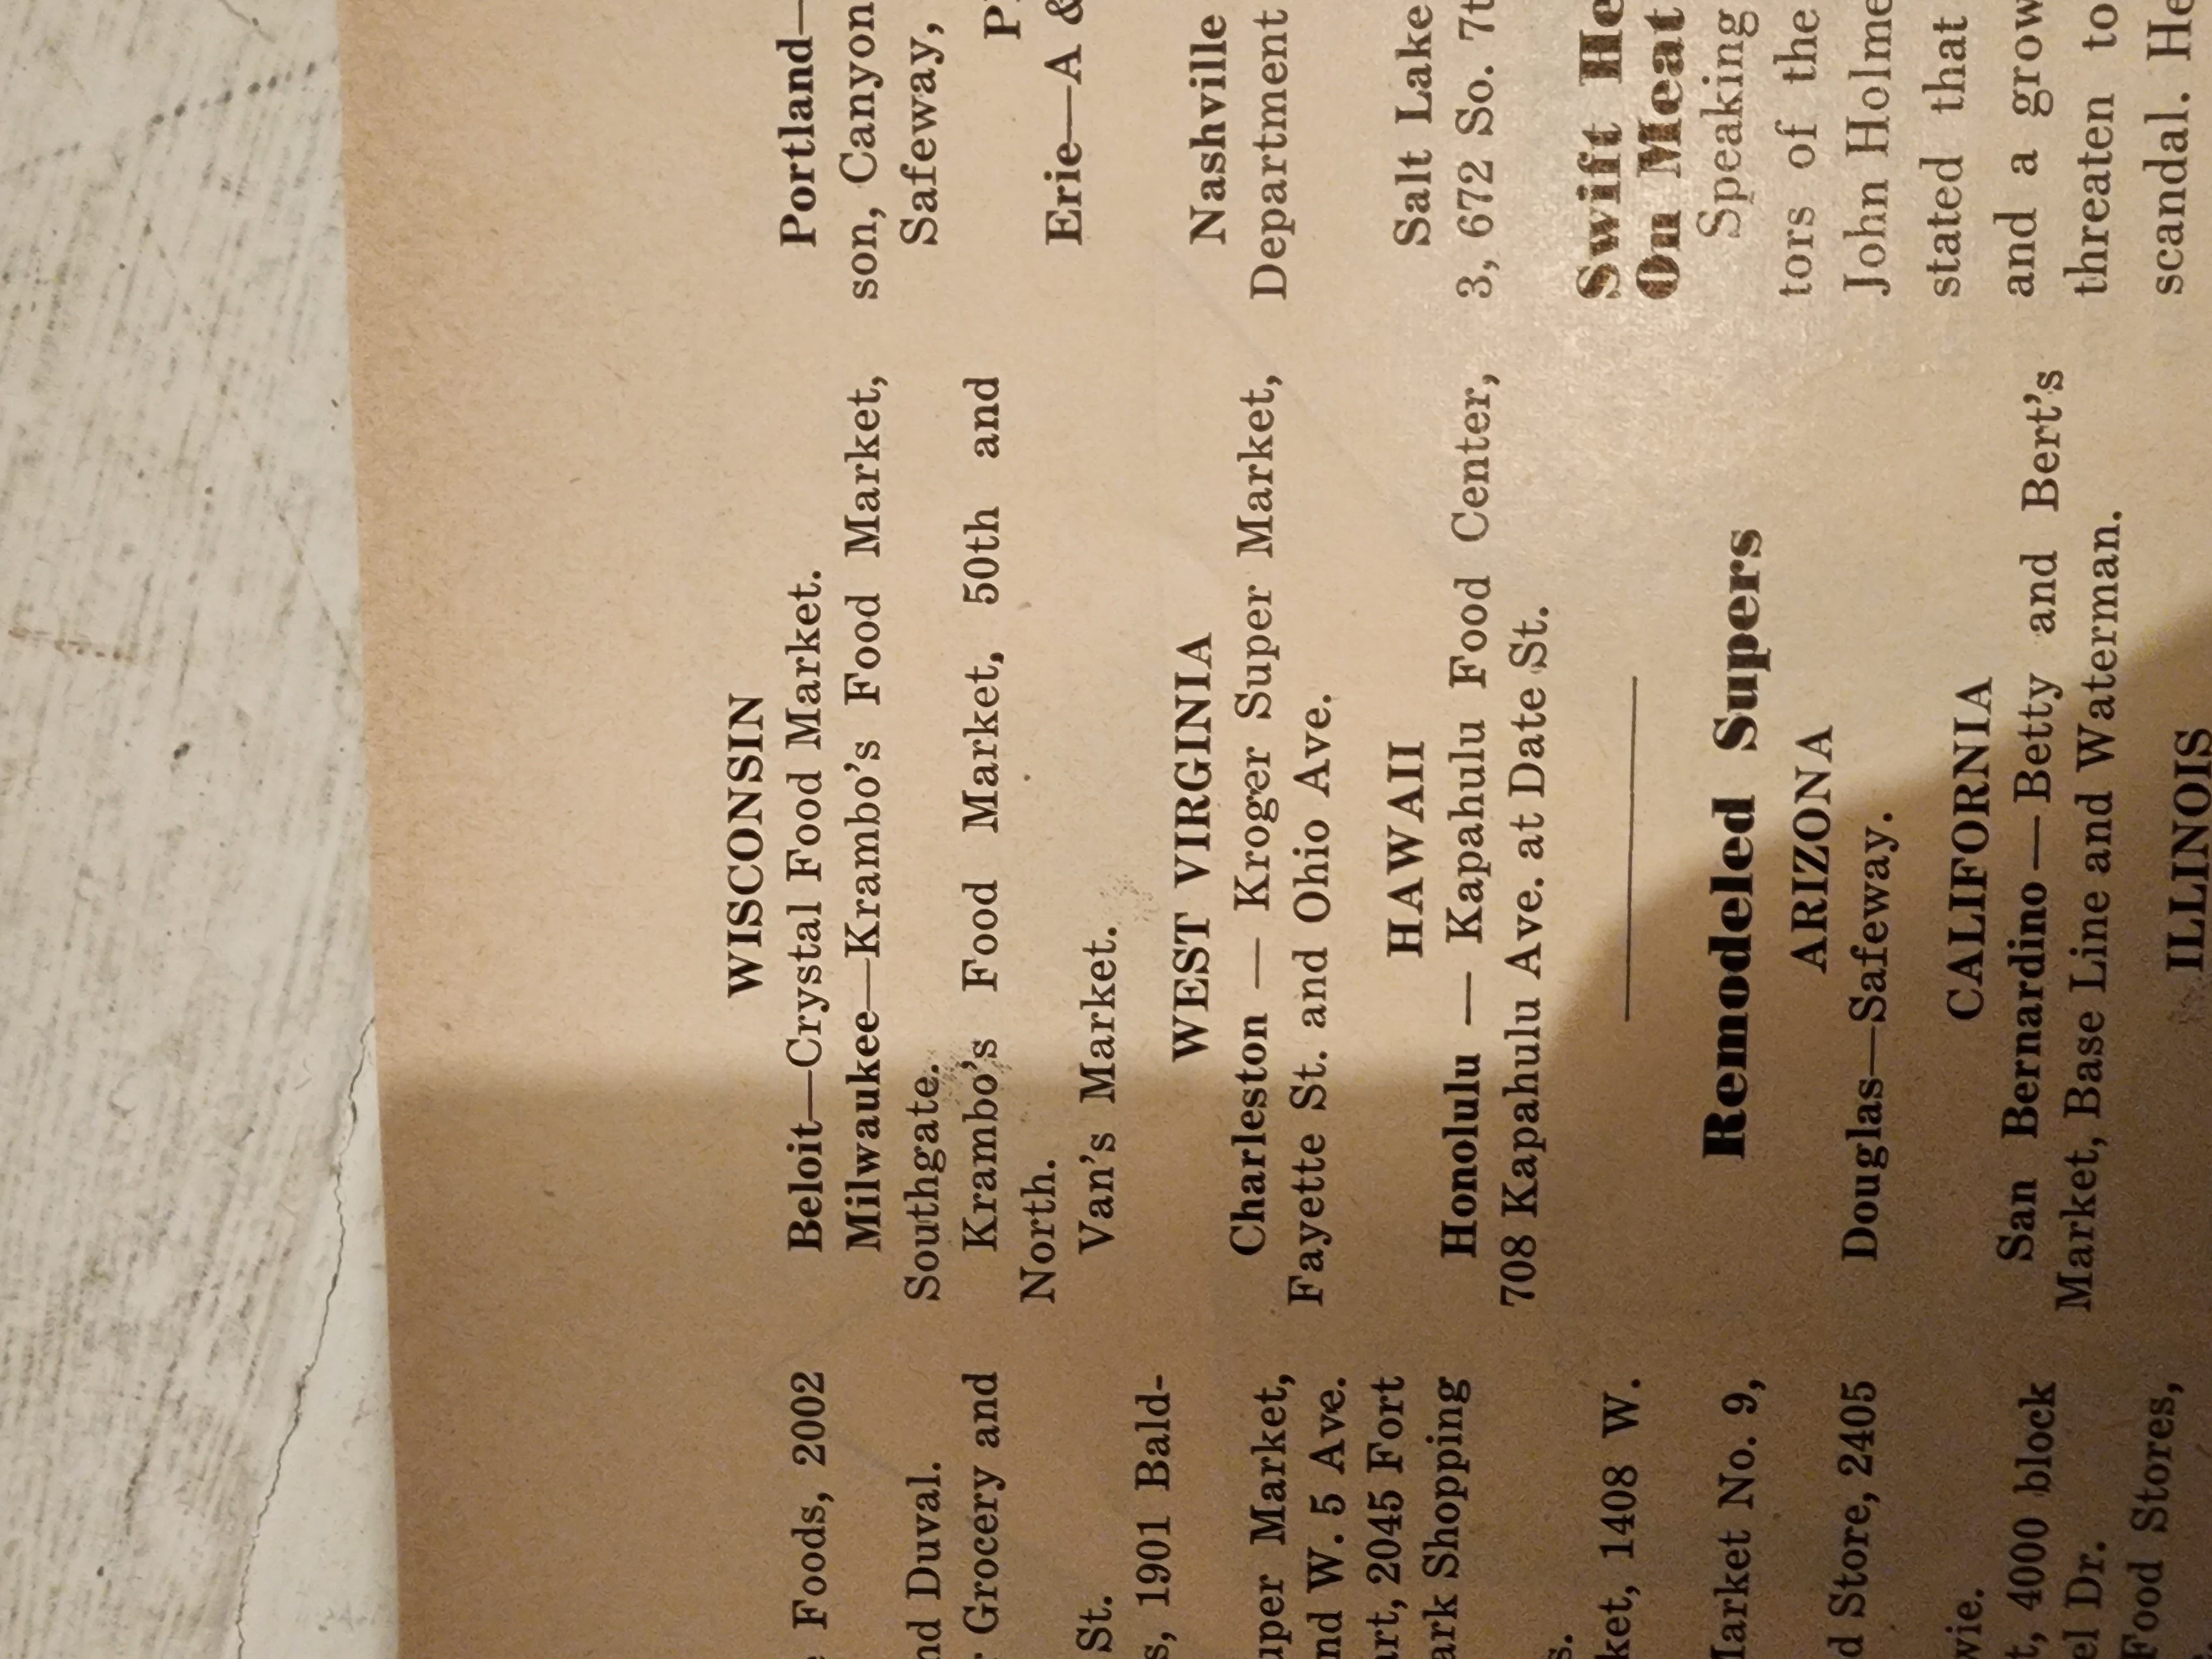 Foods, 2002
nd Duval.
Grocery and
St.
s, 1901 Bald-
uper Market,
nd W. 5 Ave.
art, 2045 Fort
ark Shopping
s.
ket, 1408 W.
Market No. 9,
d Store, 2405
wie.
t, 4000 block
el Dr.
Food Stores,
WISCONSIN
Beloit—Crystal Food Market.
Milwaukee—Krambo's Food Market,
Southgate.
Krambo's Food Market, 50th and
North.
Van's Market.
WEST VIRGINIA
Charleston — Kroger Super Market,
Fayette St. and Ohio Ave.
HAWAII
Honolulu — Kapahulu Food Center,
708 Kapahulu Ave. at Date St.
Remodeled Supers
ARIZONA
Douglas—Safeway.
CALIFORNIA
San Bernardino — Betty and Bert's
Market, Base Line and Waterman.
ILLINOIS
Portland—
son, Canyon
Safeway,
P
Erie—A &
Nashville
Department
Salt Lake
3, 672 So. 7t
Swift He
On Meat
Speaking
tors of the
John Holme
stated that
and a grow
threaten to
scandal. He